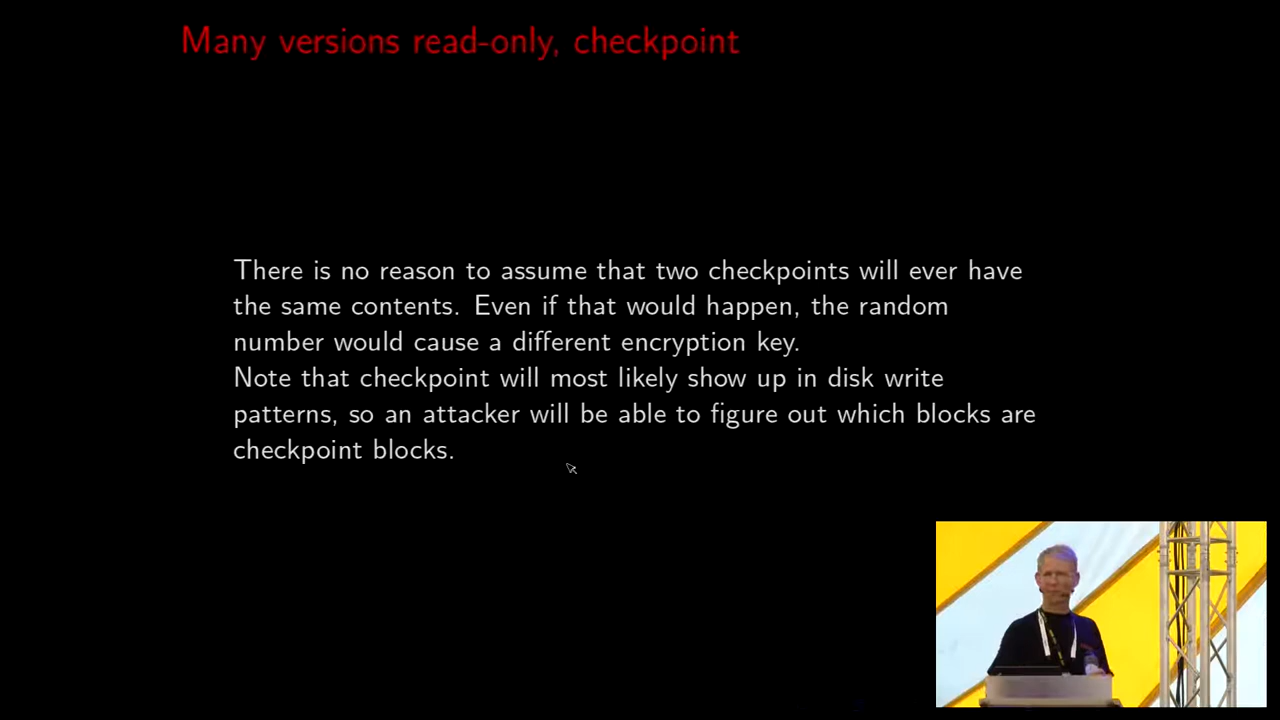 Many versions read-only, checkpoint
There is no reason to assume that two checkpoints will ever have
the same contents. Even if that would happen, the random
number would cause a different encryption key.
Note that checkpoint will most likely show up in disk write
patterns, so an attacker will be able to figure out which blocks are
checkpoint blocks.